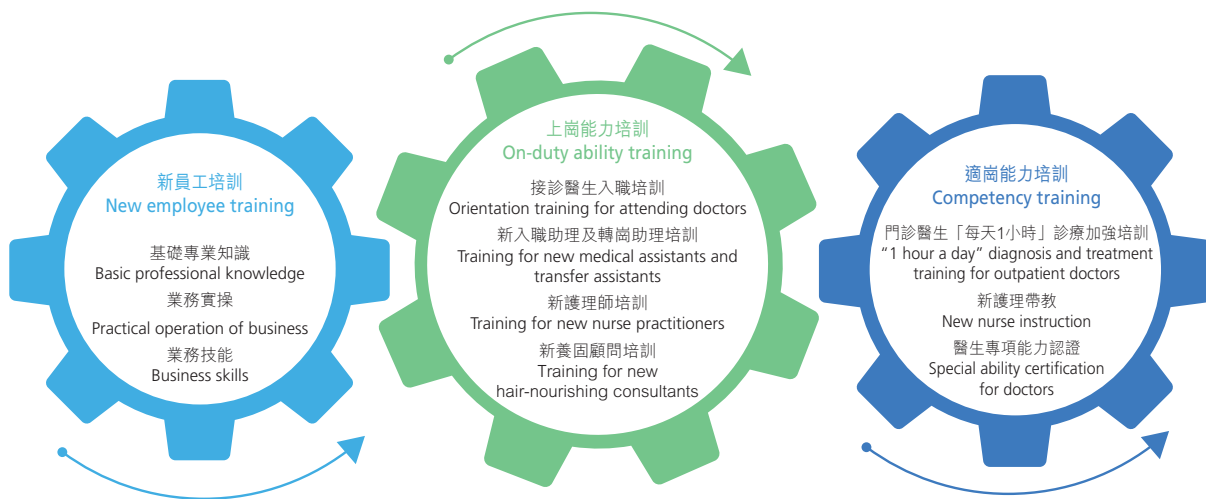 新員工培訓
New employee training
基礎專業知識
Basic professional knowledge
業務實操
Practical operation of business
業務技能
Business skills
上崗能力培訓
On-duty ability training
接診醫生入職培訓
Orientation training for attending doctors
新入職助理及轉崗助理培訓
Training for new medical assistants and
transfer assistants
新護理師培訓
Training for new nurse practitioners
新養固顧問培訓
Training for new
hair-nourishing consultants
適崗能力培訓
Competency training
門診醫生「每天1小時」診療加強培訓
“1 hour a day” diagnosis and treatment
training for outpatient doctors
新護理帶教
New nurse instruction
醫生專項能力認證
Special ability certification
for doctors